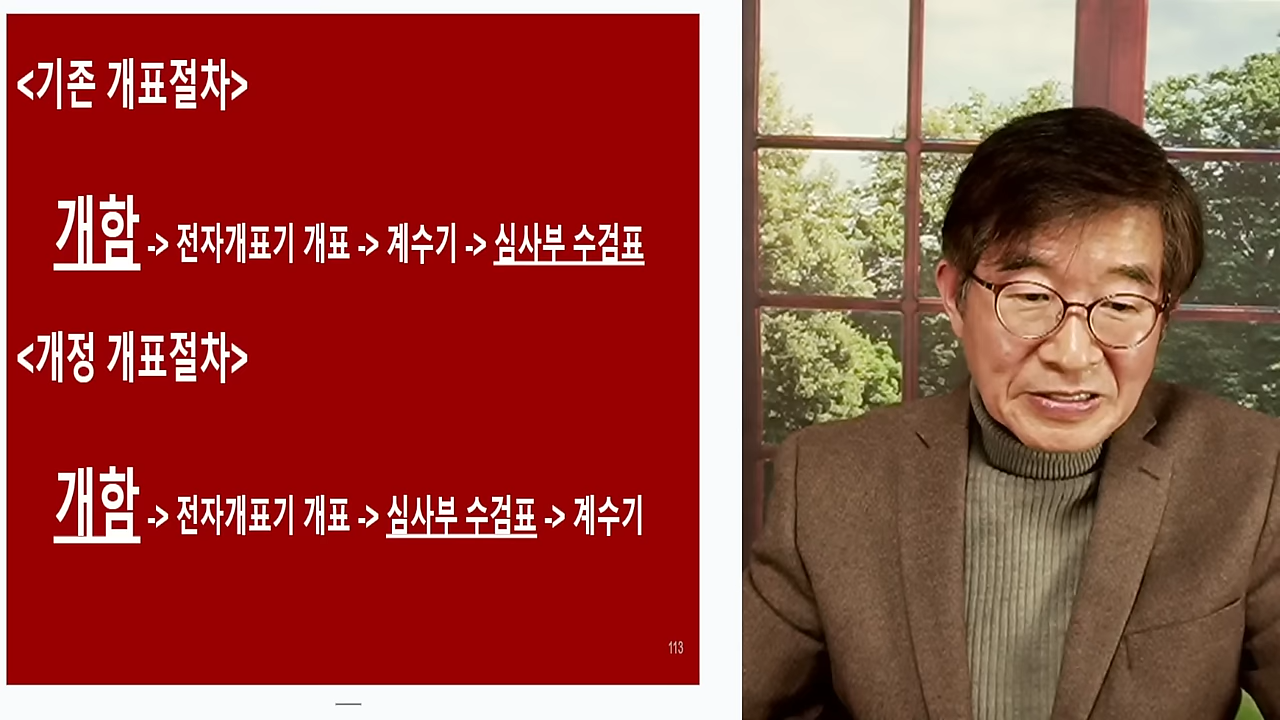 <기존 개표절차>
개함 -> 전자개표기 개표 -> 계수기 -> 심사부 수검표
<개정 개표절차>
개함 -> 전자개표기 개표 -> 심사부 수검표 -> 계수기
113